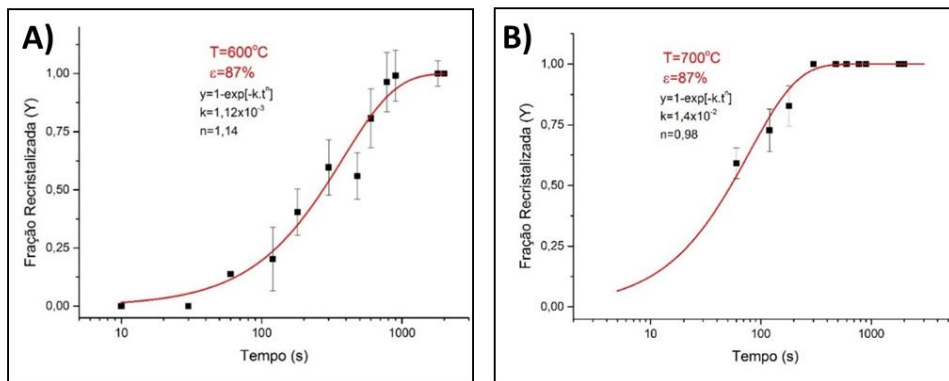 A)
T=600°C
ε=87%
y=1-exp[-k.tⁿ]
k=1,12x10⁻³
n=1,14
1,00
0,75
0,50
0,25
0,00
Fração Recristalizada (Y)
10
100
1000
Tempo (s)
B)
T=700°C
ε=87%
y=1-exp[-k.tⁿ]
k=1,4x10⁻²
n=0,98
1,00
0,75
0,50
0,25
0,00
Fração Recristalizada (Y)
10
100
1000
Tempo (s)